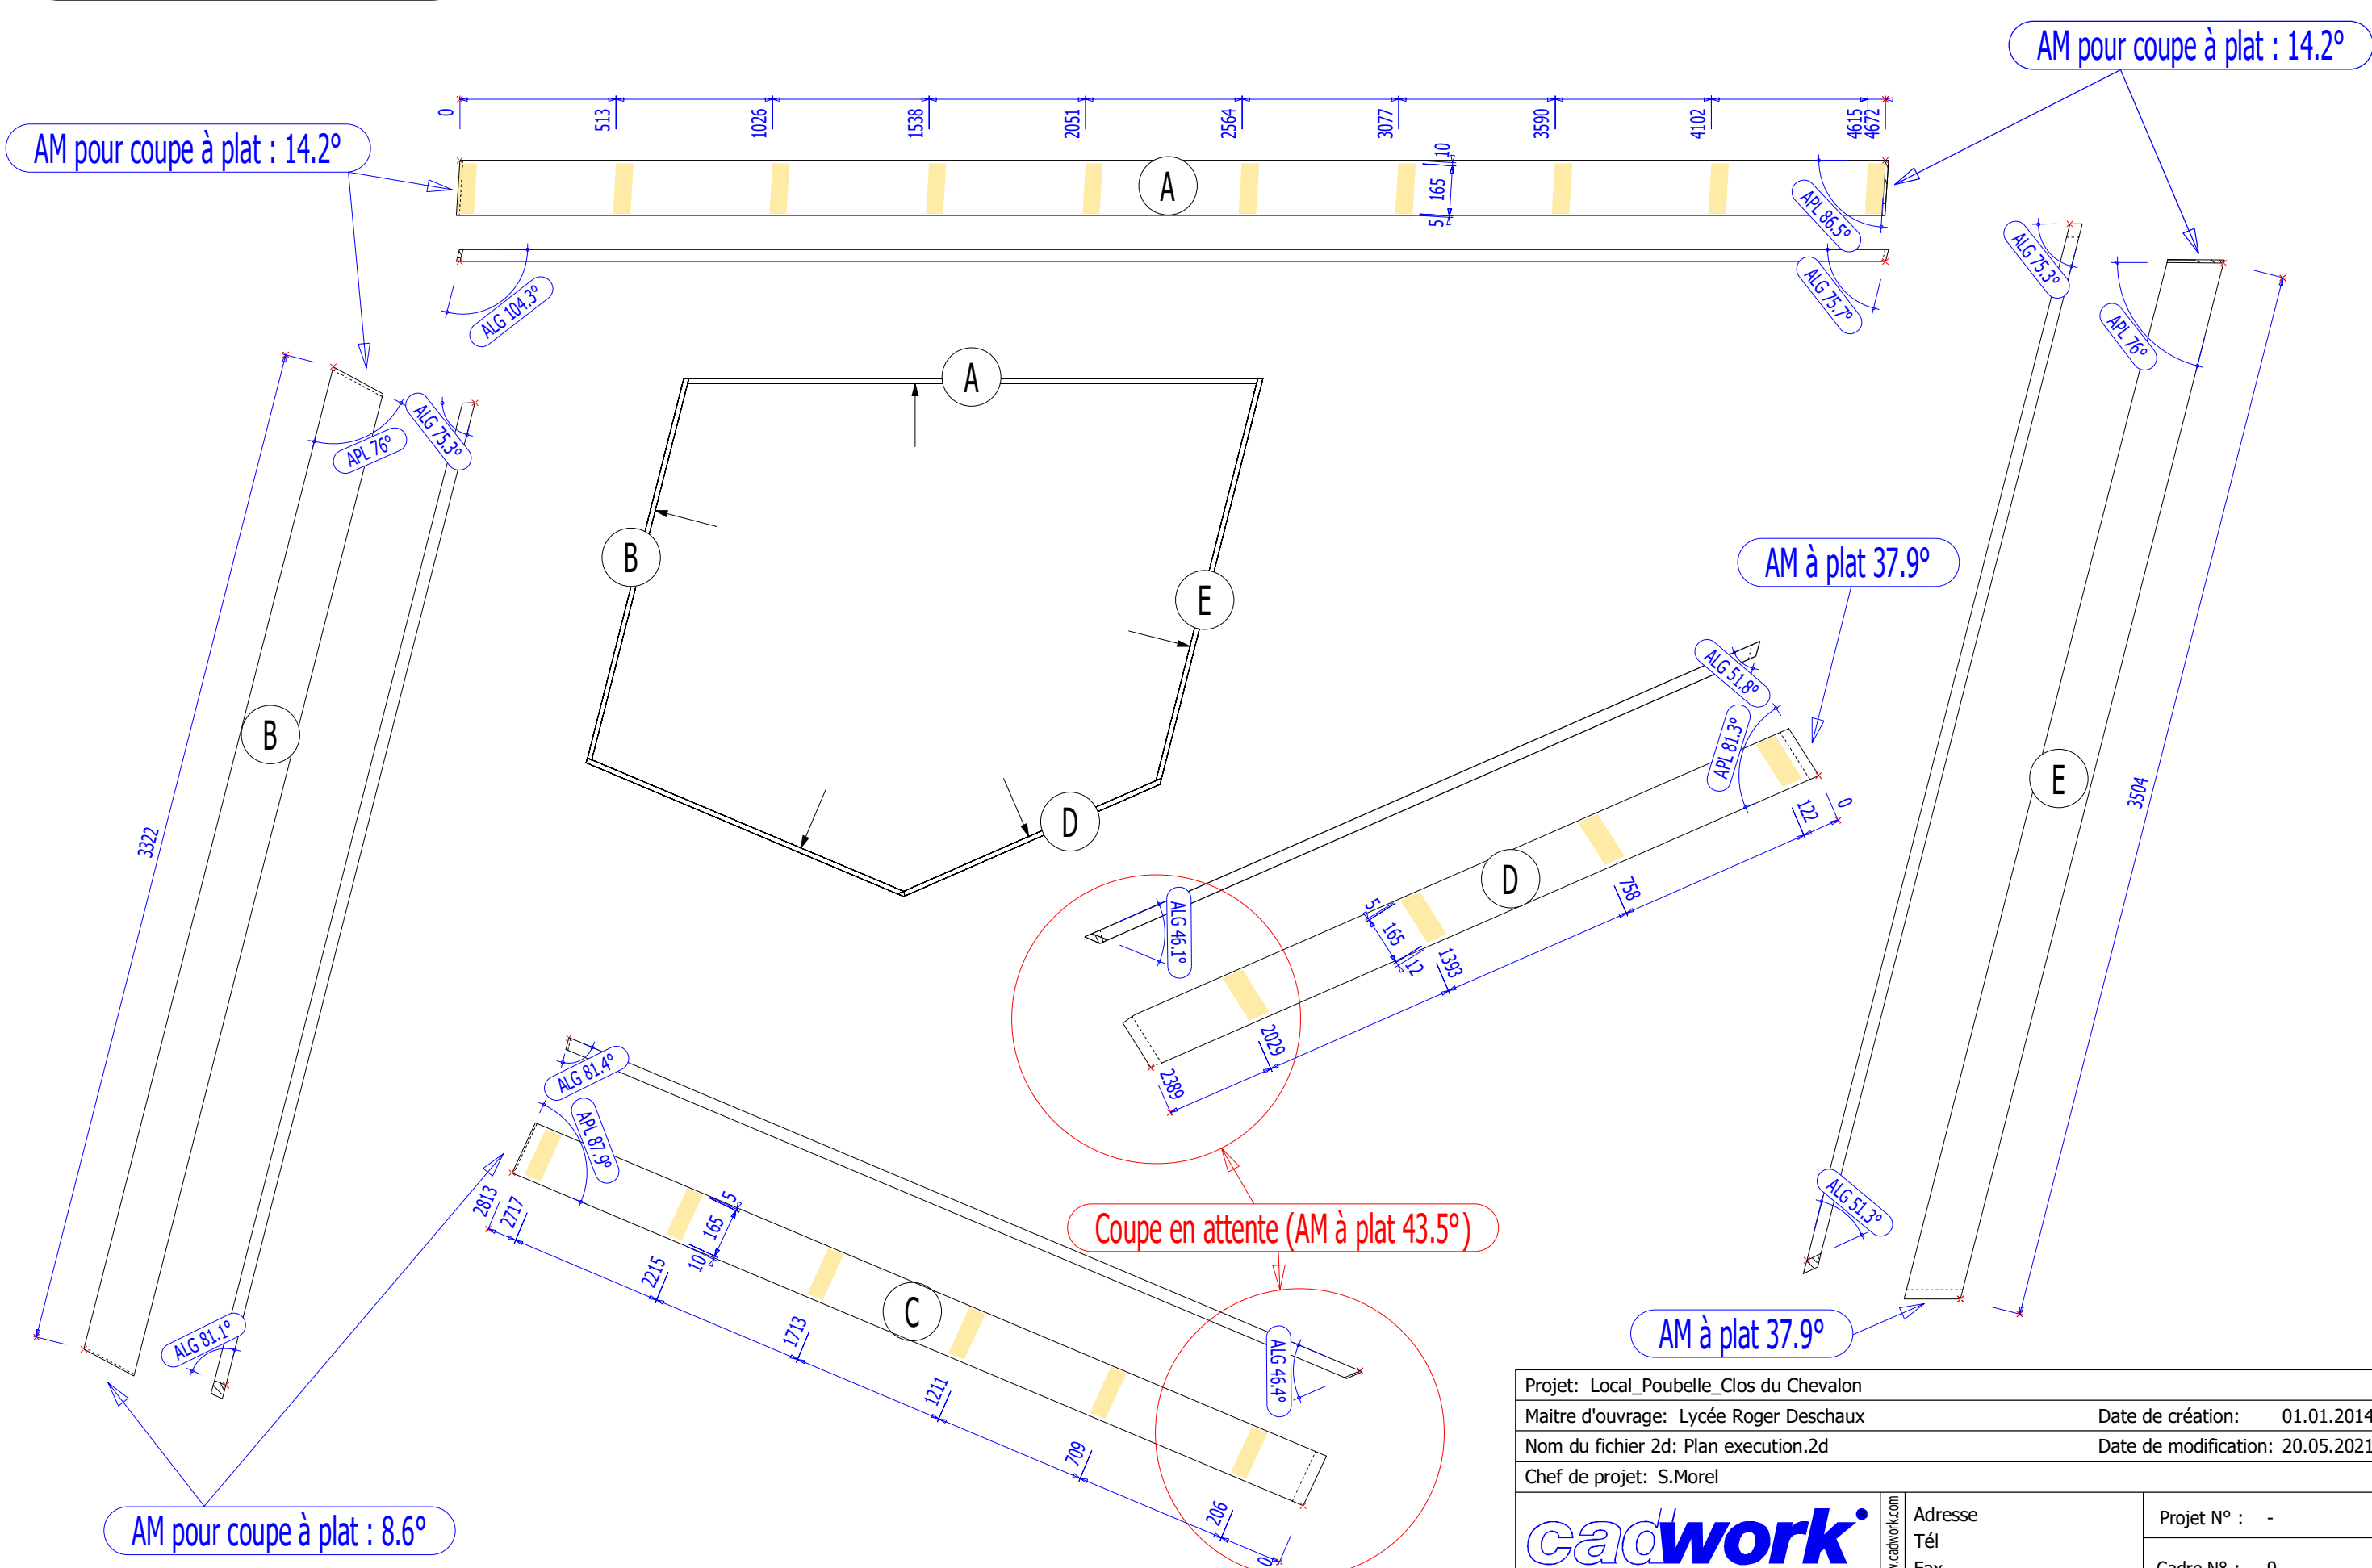 AM pour coupe à plat : 14.2°
AM pour coupe à plat : 14.2°
0
513
1026
1538
2051
2564
3077
3590
4102
4615
4672
A
10
165
5
APL 86.5°
ALG 104.3°
ALG 75.7°
ALG 75.3°
APL 76°
3504
E
ALG 51.3°
AM à plat 37.9°
APL 76°
ALG 75.3°
3322
B
ALG 81.1°
AM pour coupe à plat : 8.6°
A
B
E
D
AM à plat 37.9°
ALG 51.8°
APL 81.3°
ALG 46.1°
D
5
165
12
0
122
758
1393
2029
2389
Coupe en attente (AM à plat 43.5°)
ALG 81.4°
APL 87.9°
ALG 46.4°
C
5
165
10
2813
2717
2215
1713
1211
709
206
0
Projet: Local_Poubelle_Clos du Chevalon
Maitre d'ouvrage: Lycée Roger Deschaux
Date de création: 01.01.2014
Nom du fichier 2d: Plan execution.2d
Date de modification: 20.05.2021
Chef de projet: S.Morel
cadwork
.cadwork.com
Adresse
Tél
Fax
Projet N° : -
Cadre N° : 9